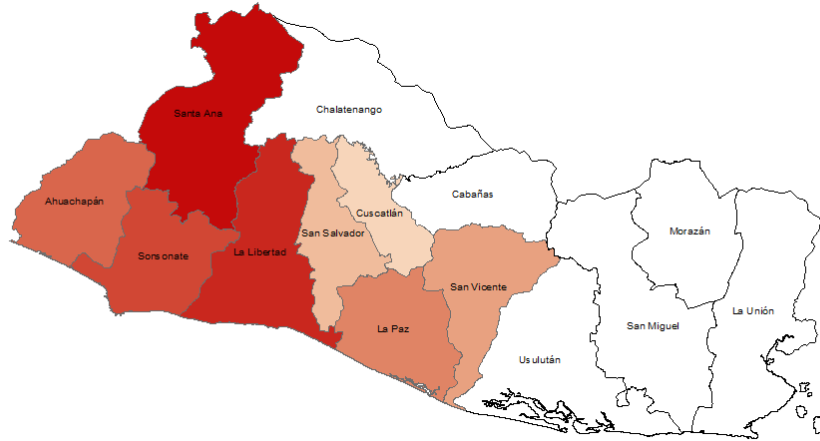 Chalatenango
Santa Ana
Cabañas
Ahuachapán
Cuscatlán
San Salvador
Morazán
Sorsonate
La Libertad
San Vicente
La Unión
La Paz
San Miguel
Usulután